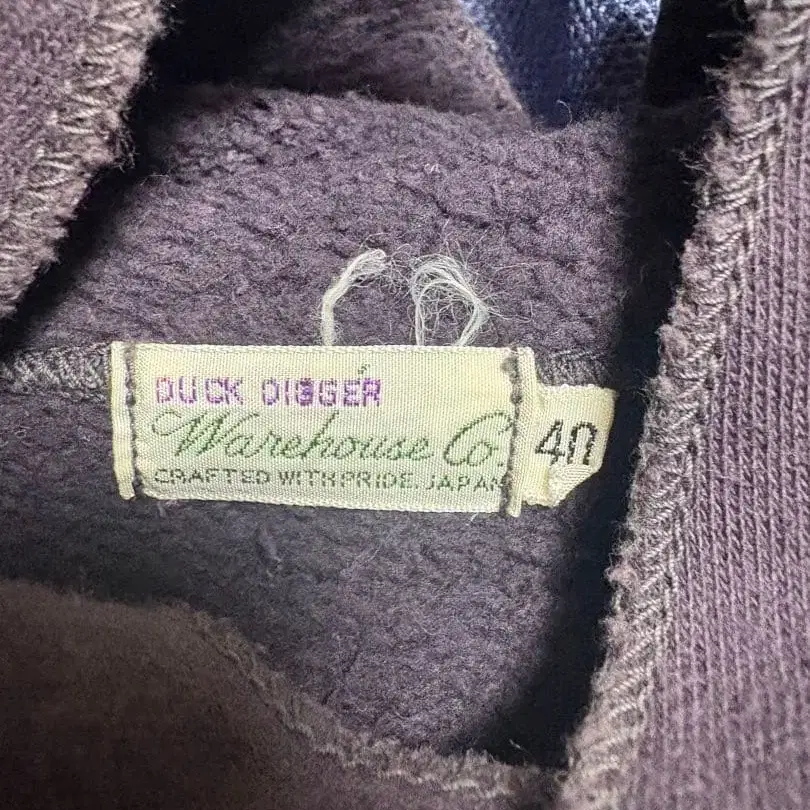 DUCK DIGGER
Warehouse Co.
CRAFTED WITH PRIDE. JAPAN
40